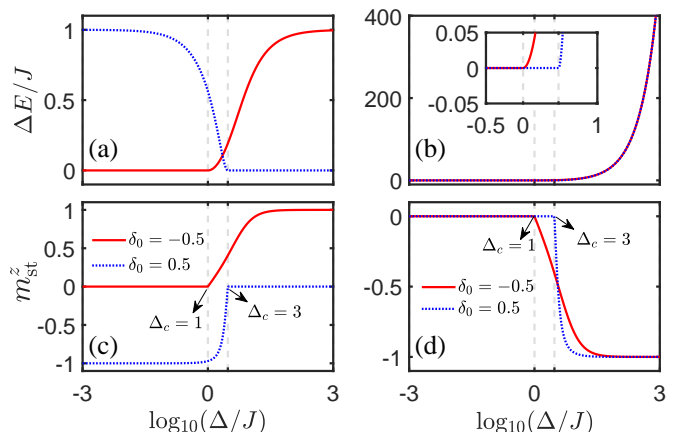 1
0.5
0
ΔE/J
(a)
400
200
0
0.05
0
-0.05
-0.5 0 1
(b)
1
0.5
0
-0.5
-1
m^z_st
δ₀ = −0.5
δ₀ = 0.5
Δc = 1
Δc = 3
(c)
-3 0 3
log₁₀(Δ/J)
0
-0.5
-1
Δc = 1
Δc = 3
δ₀ = −0.5
δ₀ = 0.5
(d)
-3 0 3
log₁₀(Δ/J)